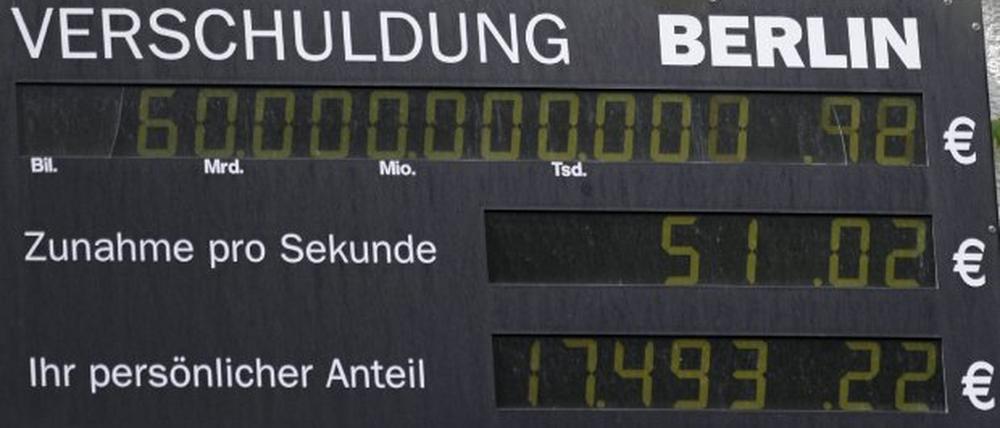 VERSCHULDUNG BERLIN
60.000.000.000.98 €
Bil. Mrd. Mio. Tsd.
Zunahme pro Sekunde 51.02 €
Ihr persönlicher Anteil 17.493.22 €